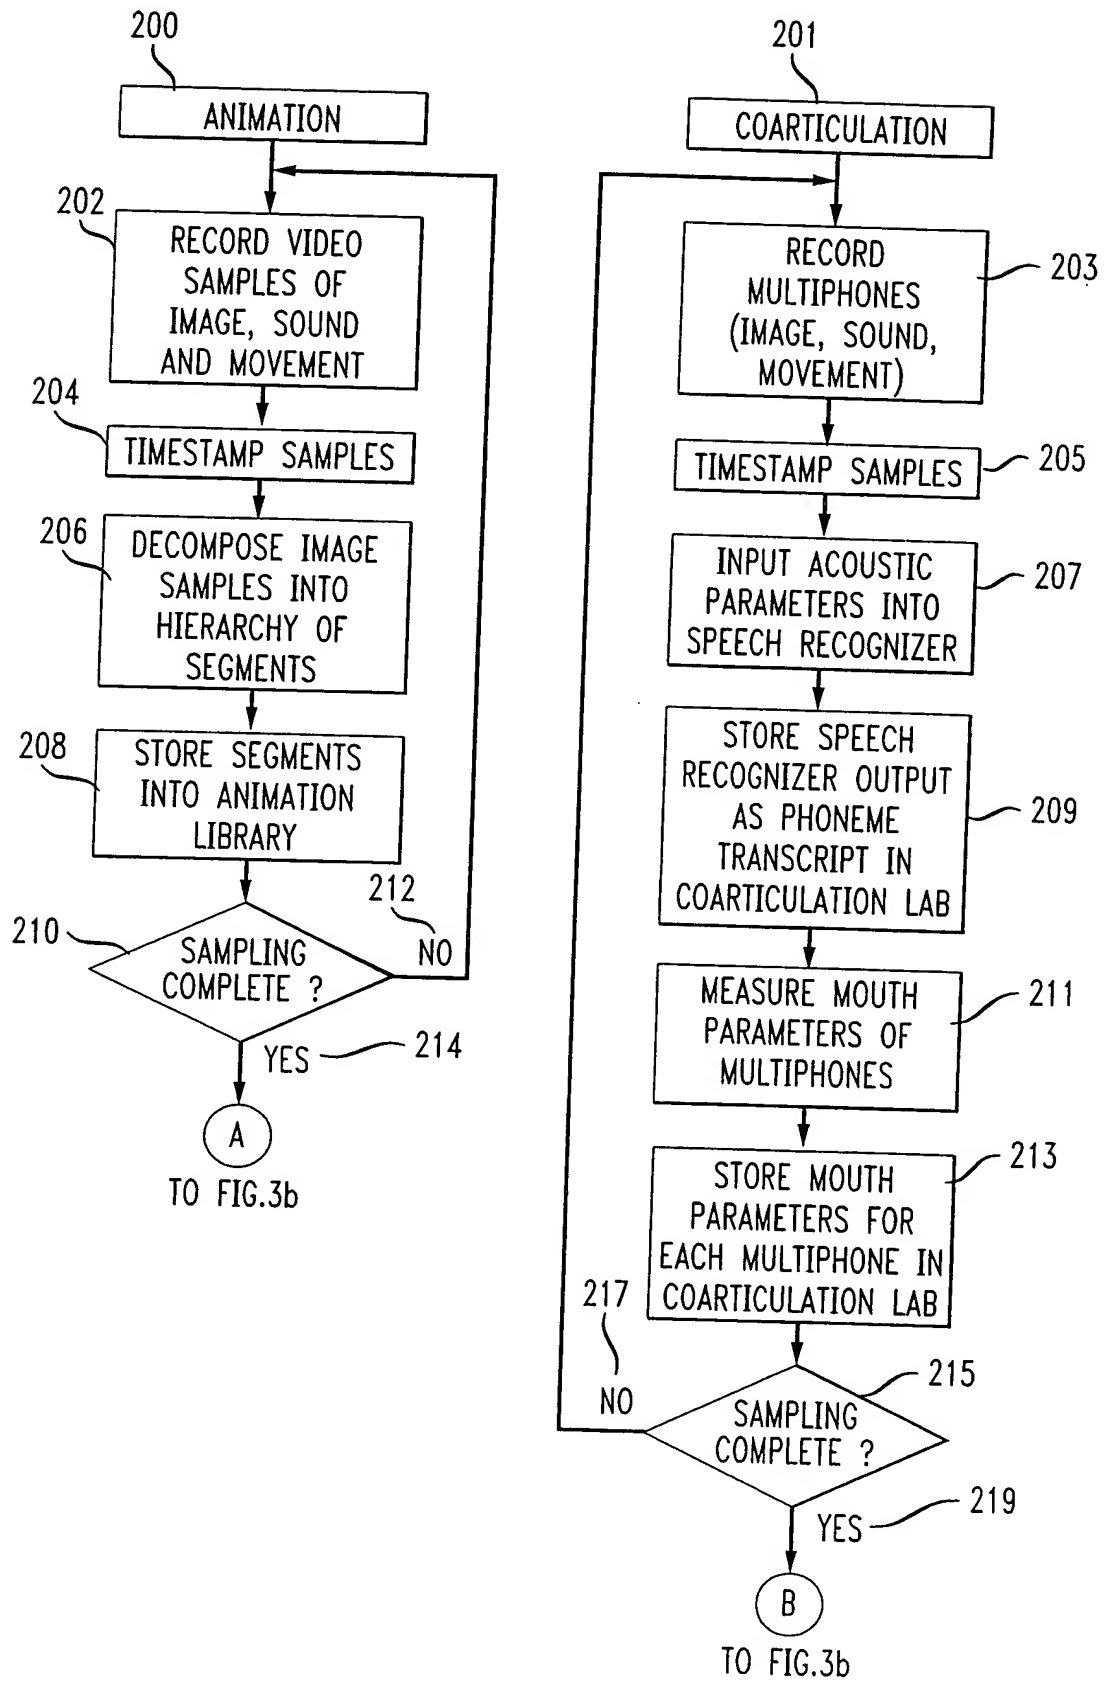 200
ANIMATION
202
RECORD VIDEO
SAMPLES OF
IMAGE, SOUND
AND MOVEMENT
204
TIMESTAMP SAMPLES
206
DECOMPOSE IMAGE
SAMPLES INTO
HIERARCHY OF
SEGMENTS
208
STORE SEGMENTS
INTO ANIMATION
LIBRARY
212
NO
210
SAMPLING
COMPLETE ?
YES
214
A
TO FIG.3b
201
COARTICULATION
RECORD
MULTIPHONES
(IMAGE, SOUND,
MOVEMENT)
203
TIMESTAMP SAMPLES
205
INPUT ACOUSTIC
PARAMETERS INTO
SPEECH RECOGNIZER
207
STORE SPEECH
RECOGNIZER OUTPUT
AS PHONEME
TRANSCRIPT IN
COARTICULATION LAB
209
MEASURE MOUTH
PARAMETERS OF
MULTIPHONES
211
STORE MOUTH
PARAMETERS FOR
EACH MULTIPHONE IN
COARTICULATION LAB
213
217
NO
SAMPLING
COMPLETE ?
215
YES
219
B
TO FIG.3b